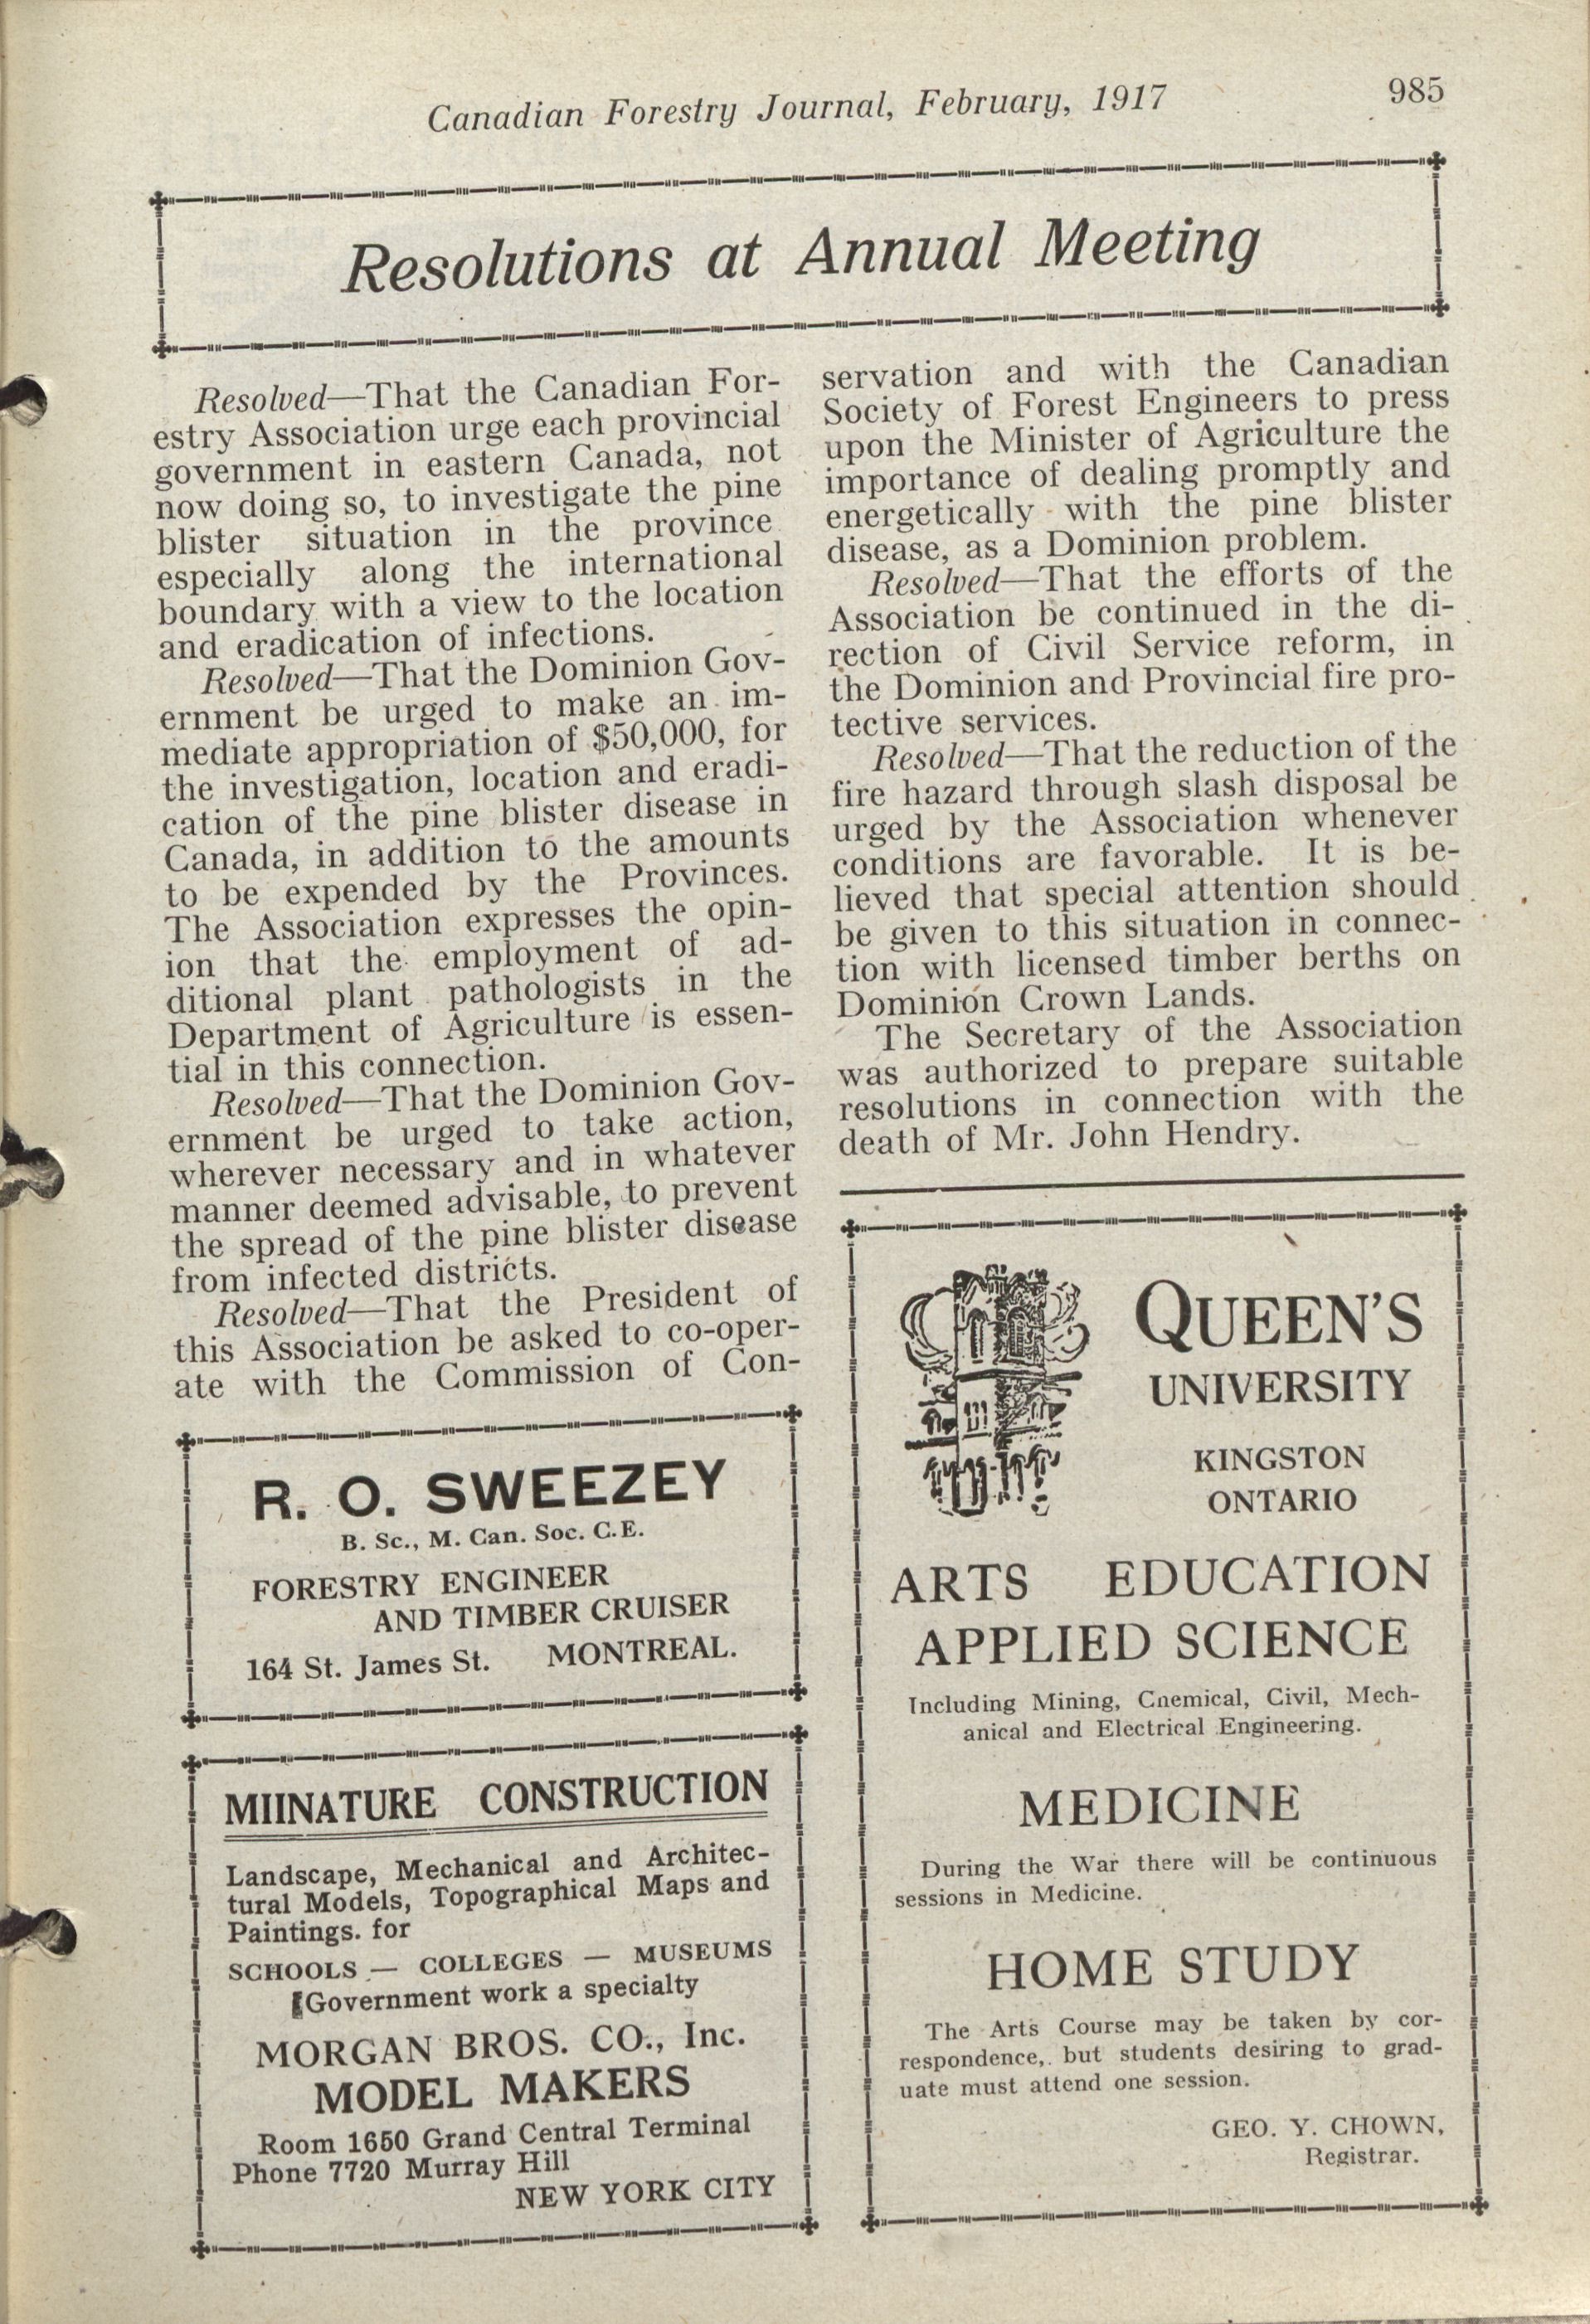 Canadian Forestry Journal, February, 1917
985
Resolutions at Annual Meeting
Resolved—That the Canadian For-
estry Association urge each provincial
government in eastern Canada, not
now doing so, to investigate the pine
blister situation in the province
especially along the international
boundary with a view to the location
and eradication of infections.
Resolved—That the Dominion Gov-
ernment be urged to make an im-
mediate appropriation of $50,000, for
the investigation, location and eradi-
cation of the pine blister disease in
Canada, in addition to the amounts
to be expended by the Provinces.
The Association expresses the opin-
ion that the employment of ad-
ditional plant pathologists in the
Department of Agriculture is essen-
tial in this connection.
Resolved—That the Dominion Gov-
ernment be urged to take action,
wherever necessary and in whatever
manner deemed advisable, to prevent
the spread of the pine blister disease
from infected districts.
Resolved—That the President of
this Association be asked to co-oper-
ate with the Commission of Con-
servation and with the Canadian
Society of Forest Engineers to press
upon the Minister of Agriculture the
importance of dealing promptly and
energetically with the pine blister
disease, as a Dominion problem.
Resolved—That the efforts of the
Association be continued in the di-
rection of Civil Service reform, in
the Dominion and Provincial fire pro-
tective services.
Resolved—That the reduction of the
fire hazard through slash disposal be
urged by the Association whenever
conditions are favorable. It is be-
lieved that special attention should
be given to this situation in connec-
tion with licensed timber berths on
Dominion Crown Lands.
The Secretary of the Association
was authorized to prepare suitable
resolutions in connection with the
death of Mr. John Hendry.
R. O. SWEEZEY
B. Sc., M. Can. Soc. C.E.
FORESTRY ENGINEER
AND TIMBER CRUISER
164 St. James St. MONTREAL.
MIINATURE CONSTRUCTION
Landscape, Mechanical and Architec-
tural Models, Topographical Maps and
Paintings. for
SCHOOLS — COLLEGES — MUSEUMS
Government work a specialty
MORGAN BROS. CO., Inc.
MODEL MAKERS
Room 1650 Grand Central Terminal
Phone 7720 Murray Hill
NEW YORK CITY
QUEEN'S
UNIVERSITY
KINGSTON
ONTARIO
ARTS EDUCATION
APPLIED SCIENCE
Including Mining, Cnemical, Civil, Mech-
anical and Electrical Engineering.
MEDICINE
During the War there will be continuous
sessions in Medicine.
HOME STUDY
The Arts Course may be taken by cor-
respondence, but students desiring to grad-
uate must attend one session.
GEO. Y. CHOWN,
Registrar.